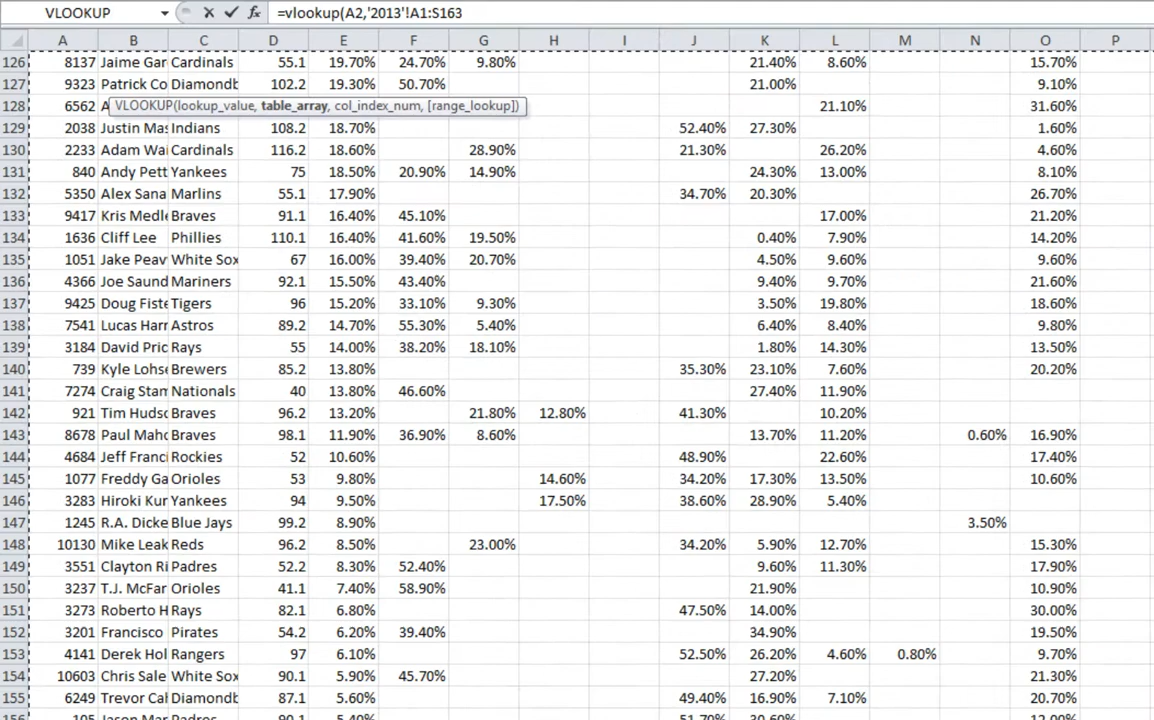 VLOOKUP =vlookup(A2,'2013'!A1:S163
A B C D E F G H I J K L M N O P
126 8137 Jaime Gar Cardinals 55.1 19.70% 24.70% 9.80% 21.40% 8.60% 15.70%
127 9323 Patrick Co Diamondb 102.2 19.30% 50.70% 21.00% 9.10%
128 6562 A 21.10% 31.60%
VLOOKUP(lookup_value, table_array, col_index_num, [range_lookup])
129 2038 Justin Mas Indians 108.2 18.70% 52.40% 27.30% 1.60%
130 2233 Adam Wai Cardinals 116.2 18.60% 28.90% 21.30% 26.20% 4.60%
131 840 Andy Pett Yankees 75 18.50% 20.90% 14.90% 24.30% 13.00% 8.10%
132 5350 Alex Sana Marlins 55.1 17.90% 34.70% 20.30% 26.70%
133 9417 Kris Medle Braves 91.1 16.40% 45.10% 17.00% 21.20%
134 1636 Cliff Lee Phillies 110.1 16.40% 41.60% 19.50% 0.40% 7.90% 14.20%
135 1051 Jake Peav White Sox 67 16.00% 39.40% 20.70% 4.50% 9.60% 9.60%
136 4366 Joe Saund Mariners 92.1 15.50% 43.40% 9.40% 9.70% 21.60%
137 9425 Doug Fiste Tigers 96 15.20% 33.10% 9.30% 3.50% 19.80% 18.60%
138 7541 Lucas Harr Astros 89.2 14.70% 55.30% 5.40% 6.40% 8.40% 9.80%
139 3184 David Pric Rays 55 14.00% 38.20% 18.10% 1.80% 14.30% 13.50%
140 739 Kyle Lohse Brewers 85.2 13.80% 35.30% 23.10% 7.60% 20.20%
141 7274 Craig Stam Nationals 40 13.80% 46.60% 27.40% 11.90%
142 921 Tim Hudsc Braves 96.2 13.20% 21.80% 12.80% 41.30% 10.20%
143 8678 Paul Mahc Braves 98.1 11.90% 36.90% 8.60% 13.70% 11.20% 0.60% 16.90%
144 4684 Jeff Franci Rockies 52 10.60% 48.90% 22.60% 17.40%
145 1077 Freddy Ga Orioles 53 9.80% 14.60% 34.20% 17.30% 13.50% 10.60%
146 3283 Hiroki Kur Yankees 94 9.50% 17.50% 38.60% 28.90% 5.40%
147 1245 R.A. Dicke Blue Jays 99.2 8.90% 3.50%
148 10130 Mike Leak Reds 96.2 8.50% 23.00% 34.20% 5.90% 12.70% 15.30%
149 3551 Clayton Ri Padres 52.2 8.30% 52.40% 9.60% 11.30% 17.90%
150 3237 T.J. McFar Orioles 41.1 7.40% 58.90% 21.90% 10.90%
151 3273 Roberto H Rays 82.1 6.80% 47.50% 14.00% 30.00%
152 3201 Francisco Pirates 54.2 6.20% 39.40% 34.90% 19.50%
153 4141 Derek Hol Rangers 97 6.10% 52.50% 26.20% 4.60% 0.80% 9.70%
154 10603 Chris Sale White Sox 90.1 5.90% 45.70% 27.20% 21.30%
155 6249 Trevor Cal Diamondb 87.1 5.60% 49.40% 16.90% 7.10% 20.70%
156 105 Jason Mar Padres 90.1 5.40% 51.70% 30.60% 12.00%